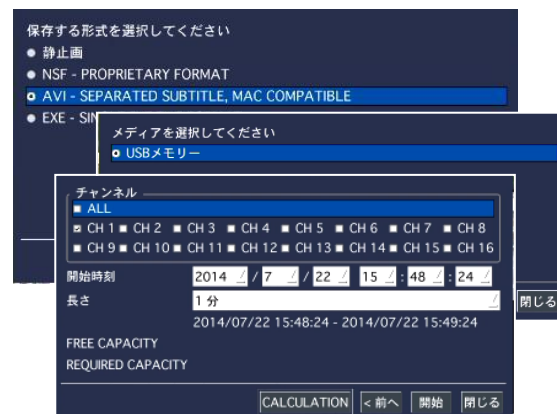 保存する形式を選択してください
静止画
NSF - PROPRIETARY FORMAT
AVI - SEPARATED SUBTITLE, MAC COMPATIBLE
EXE - SIN
メディアを選択してください
USBメモリー
チャンネル
ALL
CH 1 CH 2 CH 3 CH 4 CH 5 CH 6 CH 7 CH 8
CH 9 CH 10 CH 11 CH 12 CH 13 CH 14 CH 15 CH 16
開始時刻 2014 / 7 / 22 15 : 48 : 24
長さ 1 分
2014/07/22 15:48:24 - 2014/07/22 15:49:24
閉じる
FREE CAPACITY
REQUIRED CAPACITY
CALCULATION <前へ 開始 閉じる